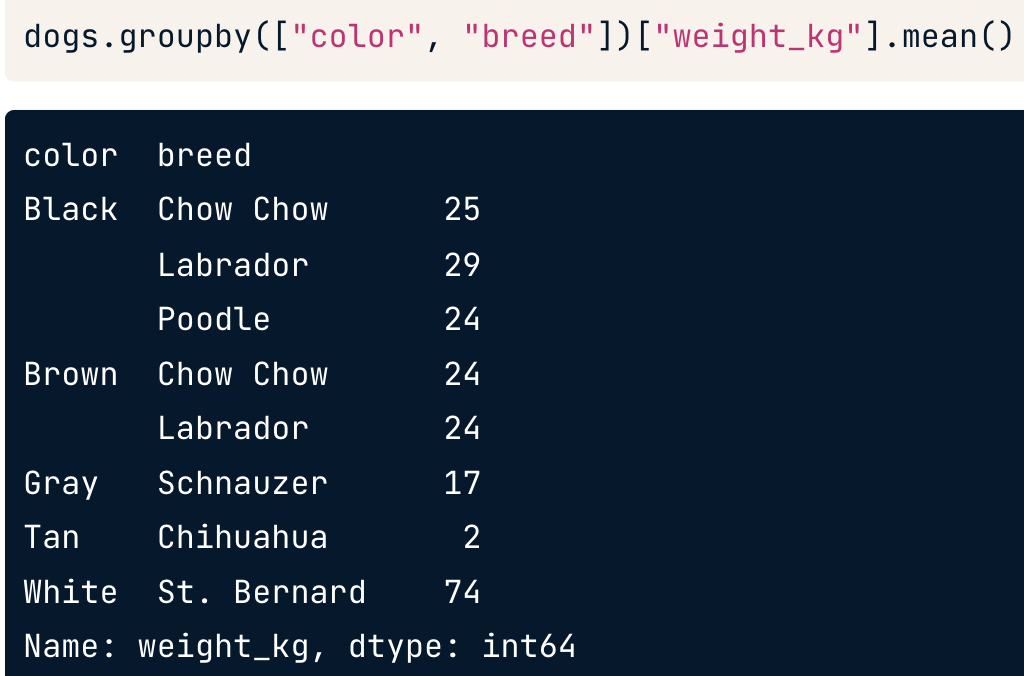 dogs.groupby(["color", "breed"])["weight_kg"].mean()
color  breed
Black  Chow Chow      25
       Labrador       29
       Poodle         24
Brown  Chow Chow      24
       Labrador       24
Gray   Schnauzer      17
Tan    Chihuahua       2
White  St. Bernard    74
Name: weight_kg, dtype: int64